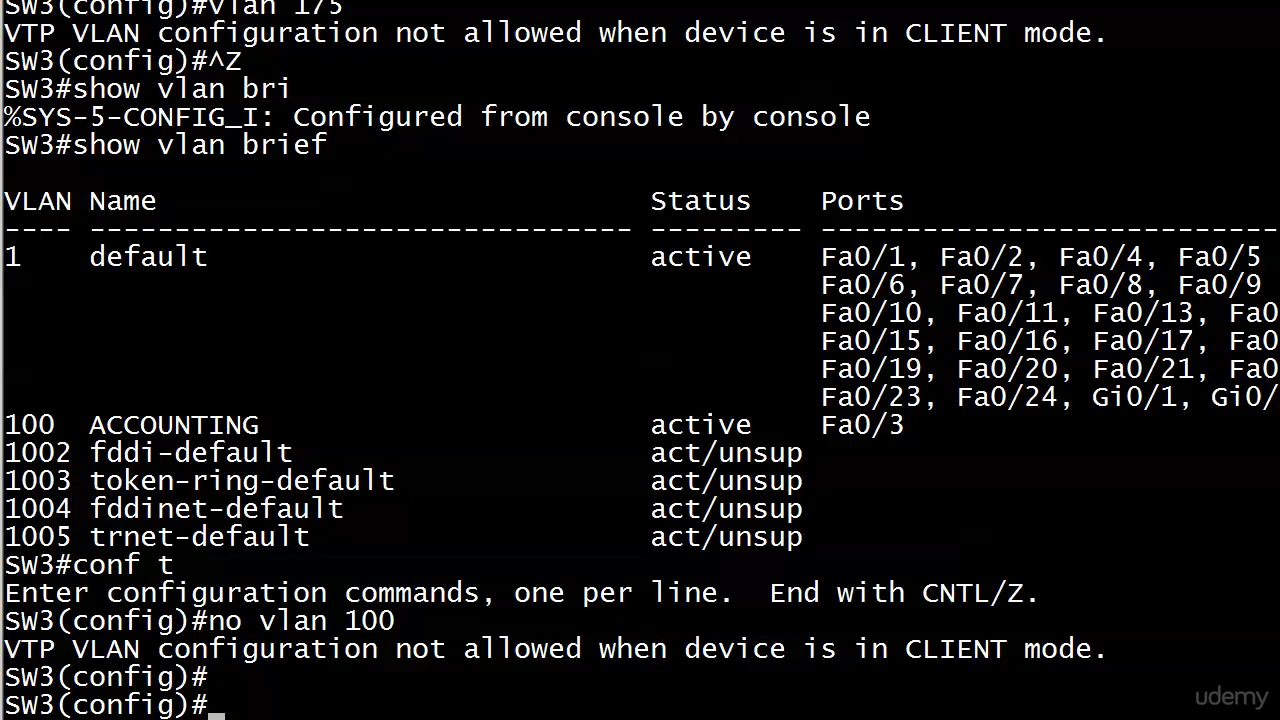 SW3(config)#vlan 175
VTP VLAN configuration not allowed when device is in CLIENT mode.
SW3(config)#^Z
SW3#show vlan bri
%SYS-5-CONFIG_I: Configured from console by console
SW3#show vlan brief
VLAN Name                             Status    Ports
---- -------------------------------- --------- ---------------------------
1    default                          active    Fa0/1, Fa0/2, Fa0/4, Fa0/5
                                                Fa0/6, Fa0/7, Fa0/8, Fa0/9
                                                Fa0/10, Fa0/11, Fa0/13, Fa0
                                                Fa0/15, Fa0/16, Fa0/17, Fa0
                                                Fa0/19, Fa0/20, Fa0/21, Fa0
                                                Fa0/23, Fa0/24, Gi0/1, Gi0/
100  ACCOUNTING                       active    Fa0/3
1002 fddi-default                     act/unsup
1003 token-ring-default               act/unsup
1004 fddinet-default                  act/unsup
1005 trnet-default                    act/unsup
SW3#conf t
Enter configuration commands, one per line.  End with CNTL/Z.
SW3(config)#no vlan 100
VTP VLAN configuration not allowed when device is in CLIENT mode.
SW3(config)#
SW3(config)#
udemy